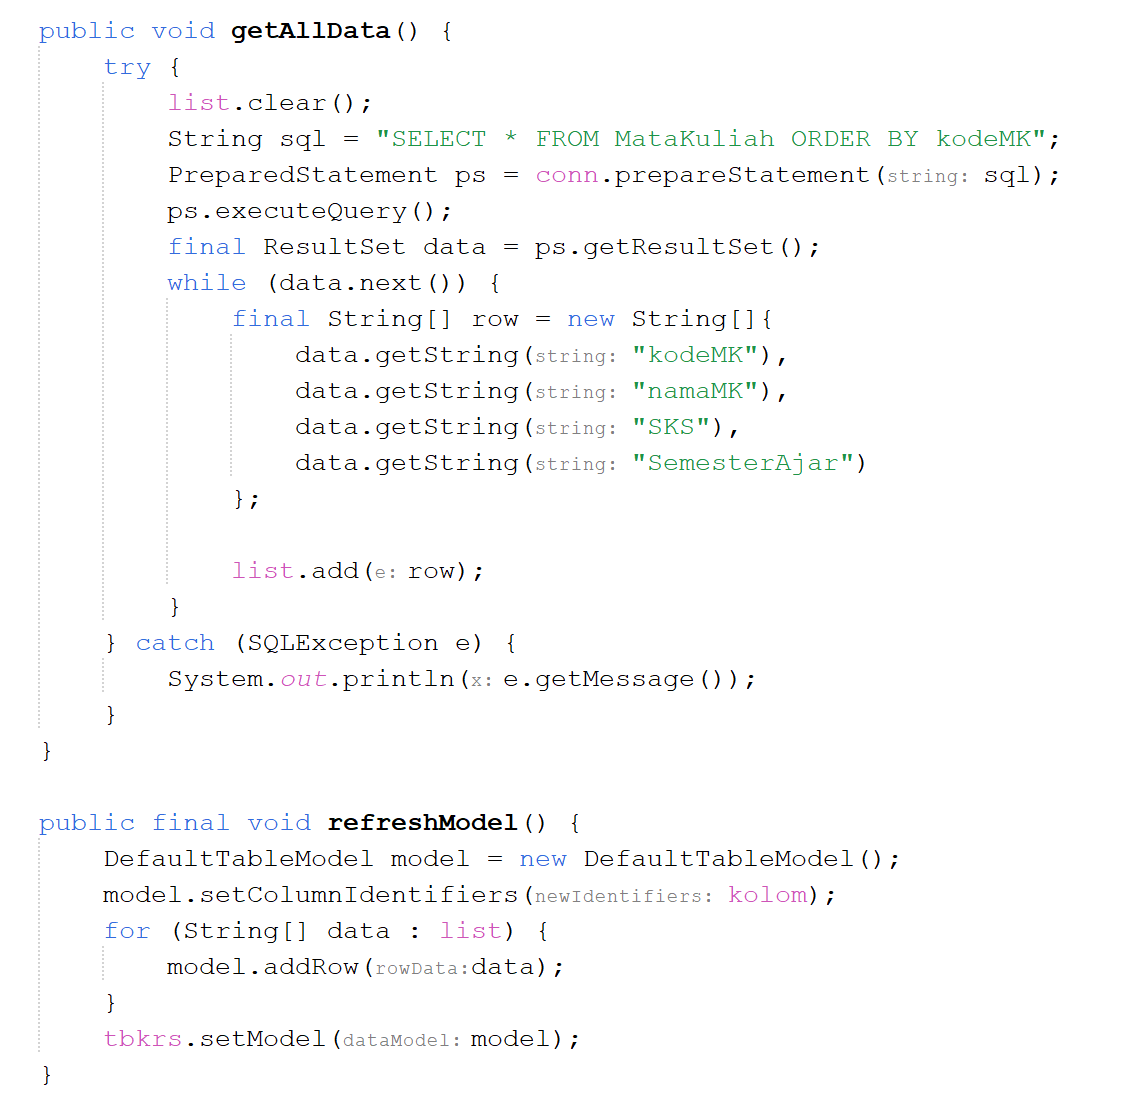 public void getAllData() {
    try {
        list.clear();
        String sql = "SELECT * FROM MataKuliah ORDER BY kodeMK";
        PreparedStatement ps = conn.prepareStatement(string: sql);
        ps.executeQuery();
        final ResultSet data = ps.getResultSet();
        while (data.next()) {
            final String[] row = new String[]{
                data.getString(string: "kodeMK"),
                data.getString(string: "namaMK"),
                data.getString(string: "SKS"),
                data.getString(string: "SemesterAjar")
            };

            list.add(e: row);
        }
    } catch (SQLException e) {
        System.out.println(x: e.getMessage());
    }
}

public final void refreshModel() {
    DefaultTableModel model = new DefaultTableModel();
    model.setColumnIdentifiers(newIdentifiers: kolom);
    for (String[] data : list) {
        model.addRow(rowData:data);
    }
    tbkrs.setModel(dataModel: model);
}